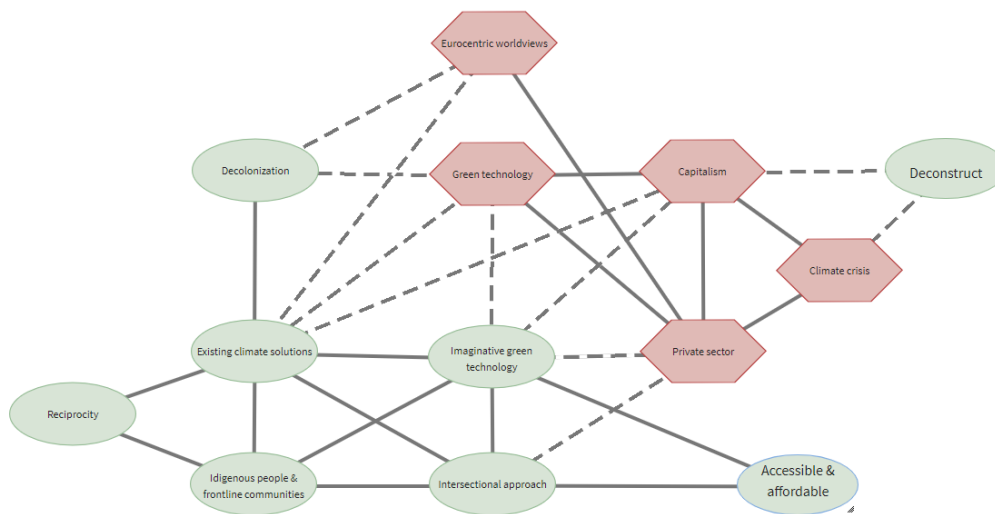 Eurocentric worldviews
Decolonization
Green technology
Capitalism
Deconstruct
Climate crisis
Existing climate solutions
Imaginative green
technology
Private sector
Reciprocity
Idigenous people &
frontline communities
Intersectional approach
Accessible &
affordable